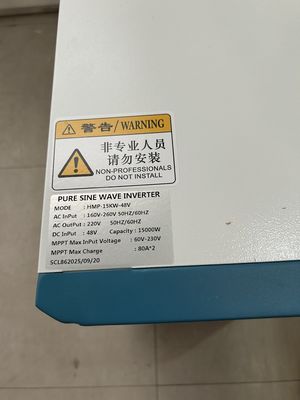 警告/WARNING
非专业人员
请勿安装
NON-PROFESSIONALS
DO NOT INSTALL
PURE SINE WAVE INVERTER
MODE : HMP-15KW-48V
AC Input : 160V-260V 50HZ/60HZ
AC OutPut : 220V 50HZ/60HZ
DC Input : 48V Capacity : 15000W
MPPT Max Input Voltage : 60V-230V
MPPT Max Charge : 80A*2
SCL862025/09/20